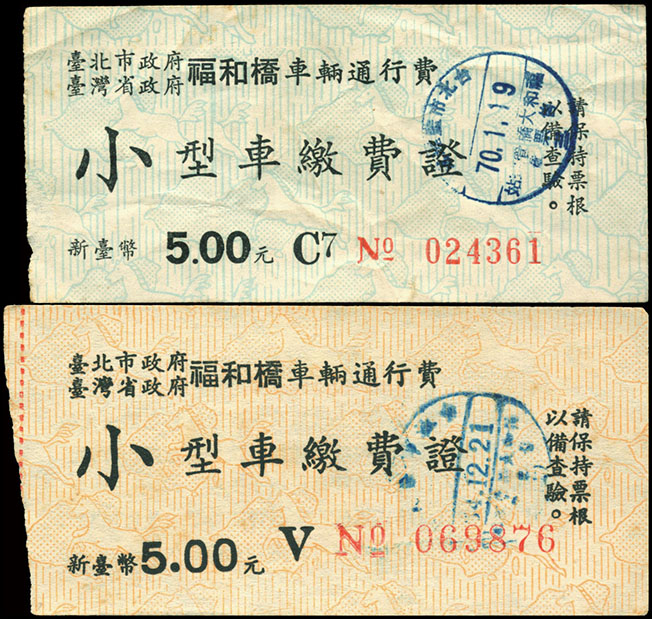 臺北市政府
臺灣省政府
福和橋車輛通行費
小型車繳費證
新臺幣 5.00元 C7 № 024361
請保持票根
以備查驗。
70.1.19
臺北市政府
臺灣省政府
福和橋車輛通行費
小型車繳費證
新臺幣5.00元 V № 069876
請保持票根
以備查驗。
12.21